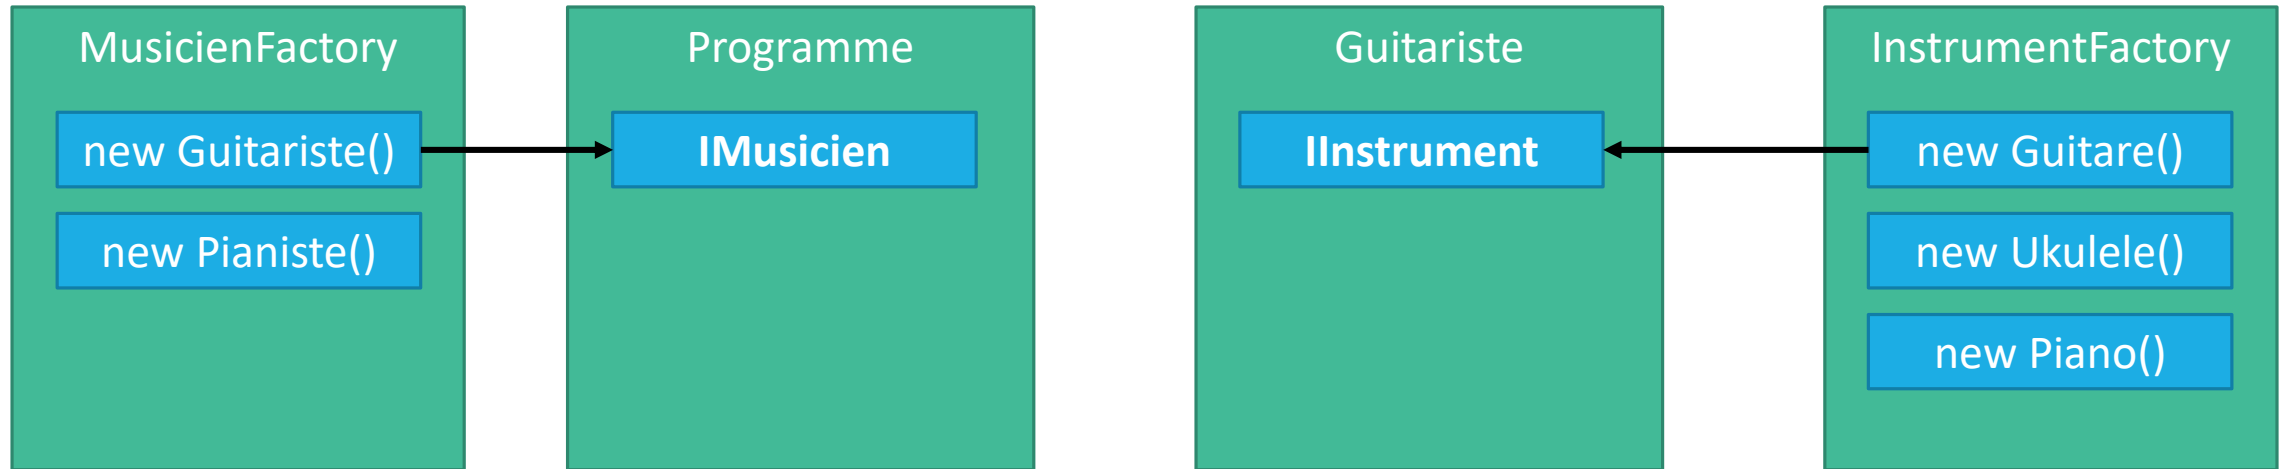 MusicienFactory
new Guitariste()
new Pianiste()
Programme
IMusicien
Guitariste
IInstrument
InstrumentFactory
new Guitare()
new Ukulele()
new Piano()